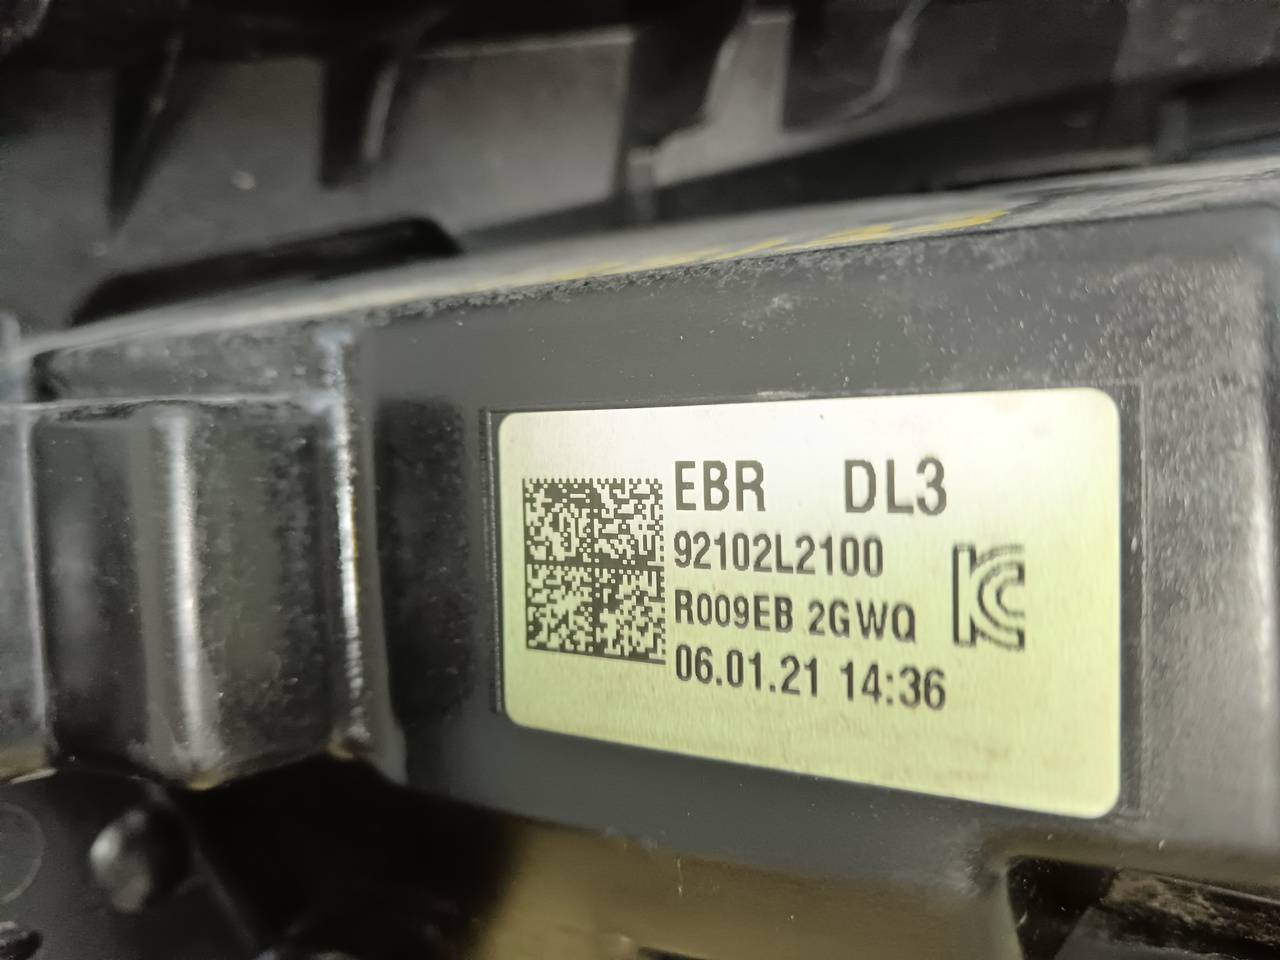 EBR DL3
92102L2100
R009EB 2GWQ
06.01.21 14:36